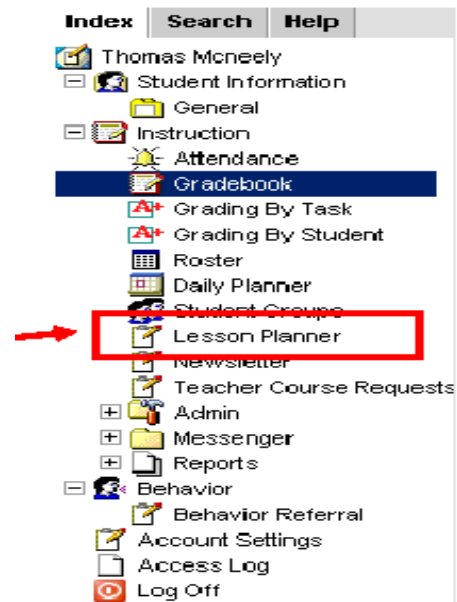 Index Search Help
Thomas Mcneely
Student Information
General
Instruction
Attendance
Gradebook
Grading By Task
Grading By Student
Roster
Daily Planner
Student Groups
Lesson Planner
Newsletter
Teacher Course Requests
Admin
Messenger
Reports
Behavior
Behavior Referral
Account Settings
Access Log
Log Off